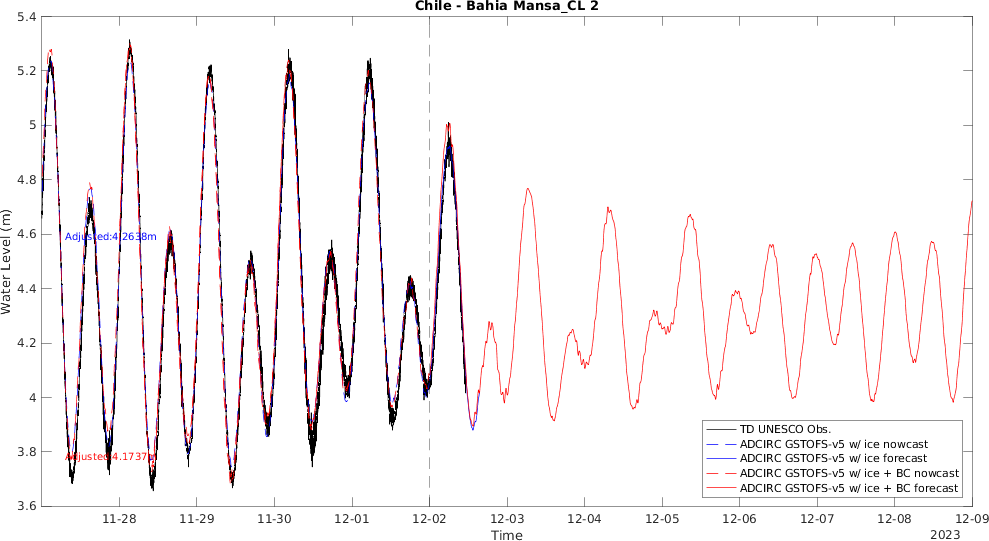 Chile - Bahia Mansa_CL 2
5.4
5.2
5
4.8
4.6
4.4
4.2
4
3.8
3.6
Water Level (m)
Adjusted:4.2638m
Adjusted:4.1737m
TD UNESCO Obs.
ADCIRC GSTOFS-v5 w/ ice nowcast
ADCIRC GSTOFS-v5 w/ ice forecast
ADCIRC GSTOFS-v5 w/ ice + BC nowcast
ADCIRC GSTOFS-v5 w/ ice + BC forecast
11-28 11-29 11-30 12-01 12-02 12-03 12-04 12-05 12-06 12-07 12-08 12-09
Time
2023